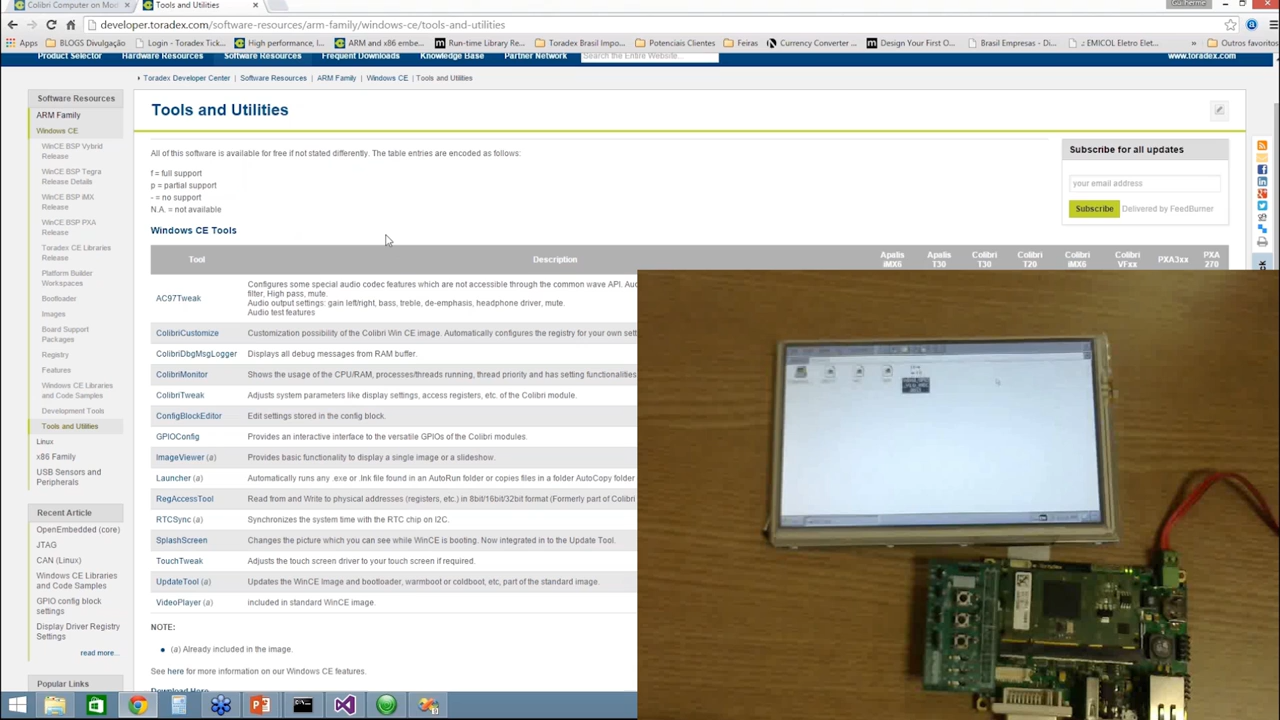 Colibri Computer on Mod
Tools and Utilities
Guilherme
developer.toradex.com/software-resources/arm-family/windows-ce/tools-and-utilities
Apps
BLOGS Divulgação
Login - Toradex Tick...
High performance, l...
ARM and x86 embe...
Run-time Library Re...
Toradex Brasil Impo...
Potenciais Clientes
Feiras
Currency Converter ...
Design Your First O...
Brasil Empresas - Di...
.: EMICOL Eletro Elet...
»
Outros favoritos
Product Selector
Hardware Resources
Software Resources
Frequent Downloads
Knowledge Base
Partner Network
Search the Entire Website...
www.toradex.com
Toradex Developer Center | Software Resources | ARM Family | Windows CE | Tools and Utilities
Software Resources
ARM Family
Windows CE
WinCE BSP Vybrid
Release
WinCE BSP Tegra
Release Details
WinCE BSP iMX
Release
WinCE BSP PXA
Release
Toradex CE Libraries
Release
Platform Builder
Workspaces
Bootloader
Images
Board Support
Packages
Registry
Features
Windows CE Libraries
and Code Samples
Development Tools
Tools and Utilities
Linux
x86 Family
USB Sensors and
Peripherals
Recent Article
OpenEmbedded (core)
JTAG
CAN (Linux)
Windows CE Libraries
and Code Samples
GPIO config block
settings
Display Driver Registry
Settings
read more...
Popular Links
Tools and Utilities
All of this software is available for free if not stated differently. The table entries are encoded as follows:
f = full support
p = partial support
- = no support
N.A. = not available
Windows CE Tools
Tool
Description
Apalis
iMX6
Apalis
T30
Colibri
T30
Colibri
T20
Colibri
iMX6
Colibri
VFxx
PXA3xx
PXA
270
AC97Tweak
Configures some special audio codec features which are not accessible through the common wave API. Aud
filter, High pass, mute.
Audio output settings: gain left/right, bass, treble, de-emphasis, headphone driver, mute.
Audio test features
ColibriCustomize
Customization possibility of the Colibri Win CE image. Automatically configures the registry for your own sett
ColibriDbgMsgLogger
Displays all debug messages from RAM buffer.
ColibriMonitor
Shows the usage of the CPU/RAM, processes/threads running, thread priority and has setting functionalities
ColibriTweak
Adjusts system parameters like display settings, access registers, etc. of the Colibri module.
ConfigBlockEditor
Edit settings stored in the config block.
GPIOConfig
Provides an interactive interface to the versatile GPIOs of the Colibri modules.
ImageViewer (a)
Provides basic functionality to display a single image or a slideshow.
Launcher (a)
Automatically runs any .exe or .lnk file found in an AutoRun folder or copies files in a folder AutoCopy folder
RegAccessTool
Read from and Write to physical addresses (registers, etc.) in 8bit/16bit/32bit format (Formerly part of Colibri
RTCSync (a)
Synchronizes the system time with the RTC chip on I2C.
SplashScreen
Changes the picture which you can see while WinCE is booting. Now integrated in to the Update Tool.
TouchTweak
Adjusts the touch screen driver to your touch screen if required.
UpdateTool (a)
Updates the WinCE Image and bootloader, warmboot or coldboot, etc, part of the standard image.
VideoPlayer (a)
included in standard WinCE image.
NOTE:
(a) Already included in the image.
See here for more information on our Windows CE features.
Download Here
Subscribe for all updates
your email address
Subscribe
Delivered by FeedBurner